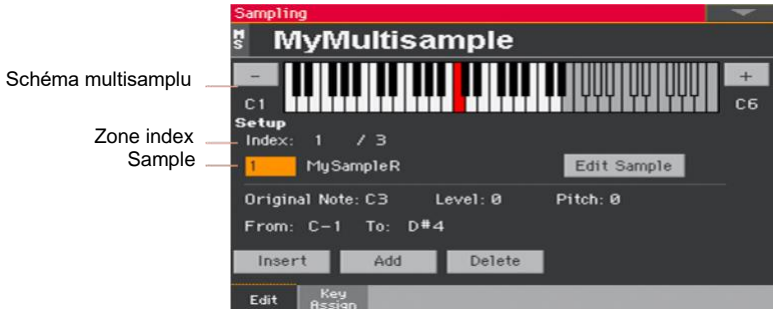 Sampling
MS MyMultisample
Schéma multisamplu
- +
C1 C6
Setup
Zone index
Index: 1 / 3
Sample
1 MySampleR Edit Sample
Original Note: C3 Level: 0 Pitch: 0
From: C-1 To: D#4
Insert Add Delete
Edit Key Assign